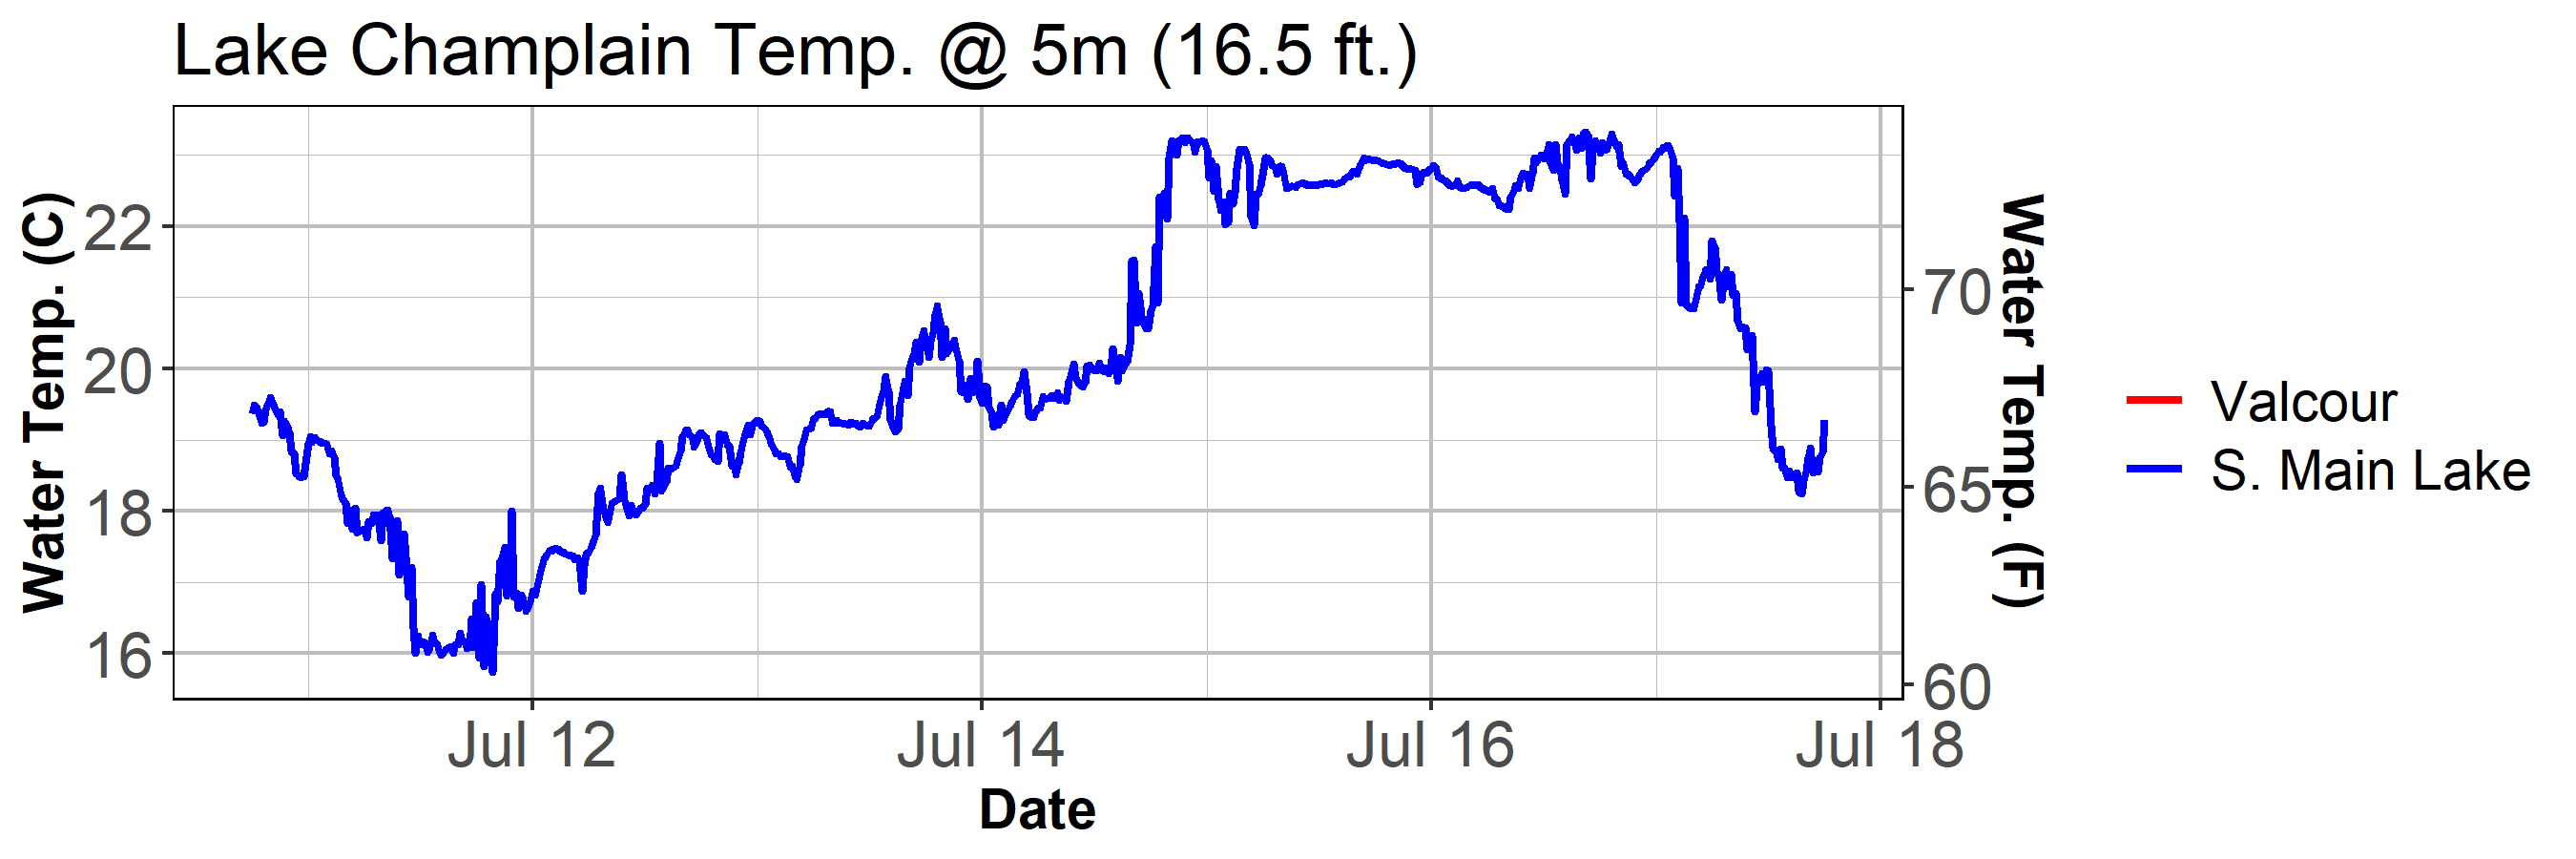 Lake Champlain Temp. @ 5m (16.5 ft.)
Water Temp. (C)
22
20
18
16
70
65
60
Water Temp. (F)
Jul 12
Jul 14
Jul 16
Jul 18
Date
Valcour
S. Main Lake